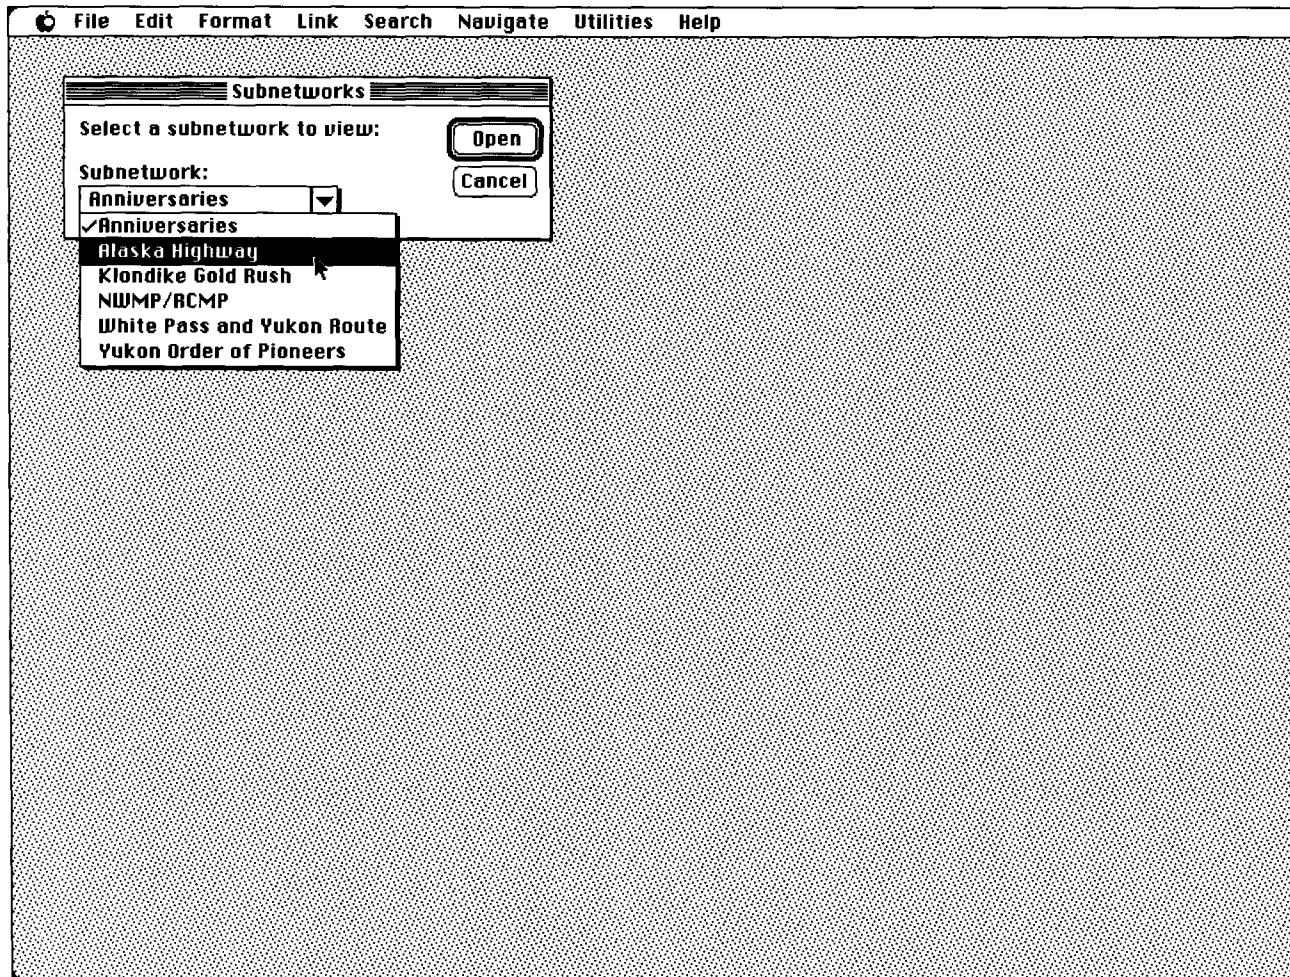 File Edit Format Link Search Navigate Utilities Help
Subnetworks
Select a subnetwork to view:
Open
Subnetwork:
Cancel
Anniversaries
✓Anniversaries
Alaska Highway
Klondike Gold Rush
NWMP/RCMP
White Pass and Yukon Route
Yukon Order of Pioneers